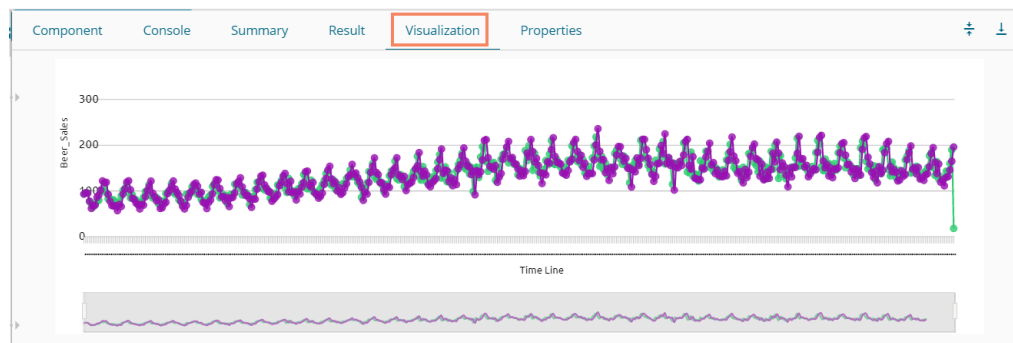 Component Console Summary Result Visualization Properties
300
Beer_Sales
200
100
0
Time Line